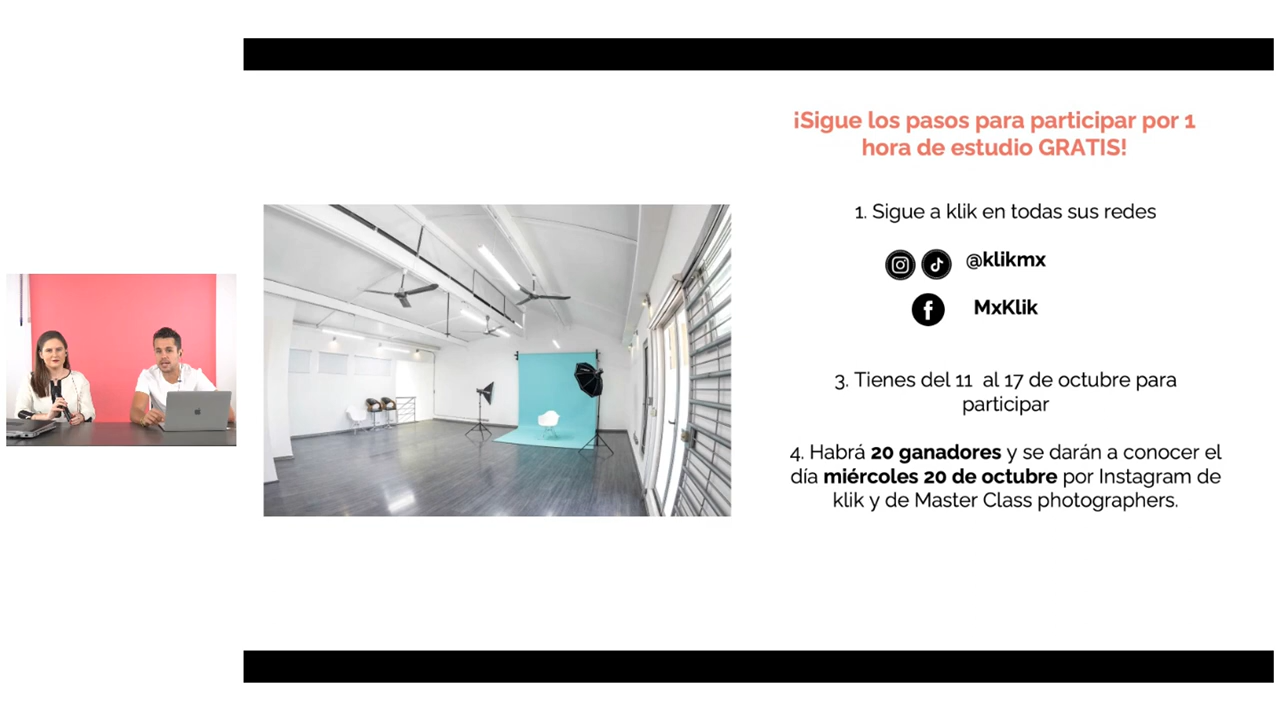 ¡Sigue los pasos para participar por 1
hora de estudio GRATIS!
1. Sigue a klik en todas sus redes
@klikmx
MxKlik
3. Tienes del 11  al 17 de octubre para
participar
4. Habrá 20 ganadores y se darán a conocer el
día miércoles 20 de octubre por Instagram de
klik y de Master Class photographers.